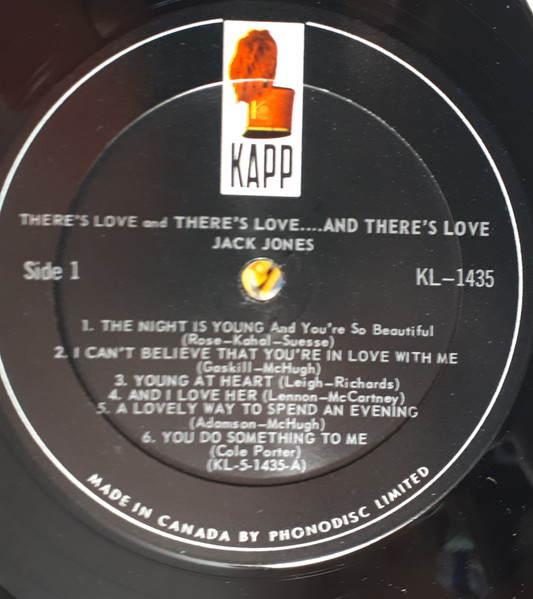 KAPP
THERE'S LOVE and THERE'S LOVE....AND THERE'S LOVE
JACK JONES
Side 1
KL-1435
1. THE NIGHT IS YOUNG And You're So Beautiful
(Rose-Kahal-Suesse)
2. I CAN'T BELIEVE THAT YOU'RE IN LOVE WITH ME
(Gaskill-McHugh)
3. YOUNG AT HEART (Leigh-Richards)
4. AND I LOVE HER (Lennon-McCartney)
5. A LOVELY WAY TO SPEND AN EVENING
(Adamson-McHugh)
6. YOU DO SOMETHING TO ME
(Cole Porter)
(KL-S-1435-A)
MADE IN CANADA BY PHONODISC LIMITED